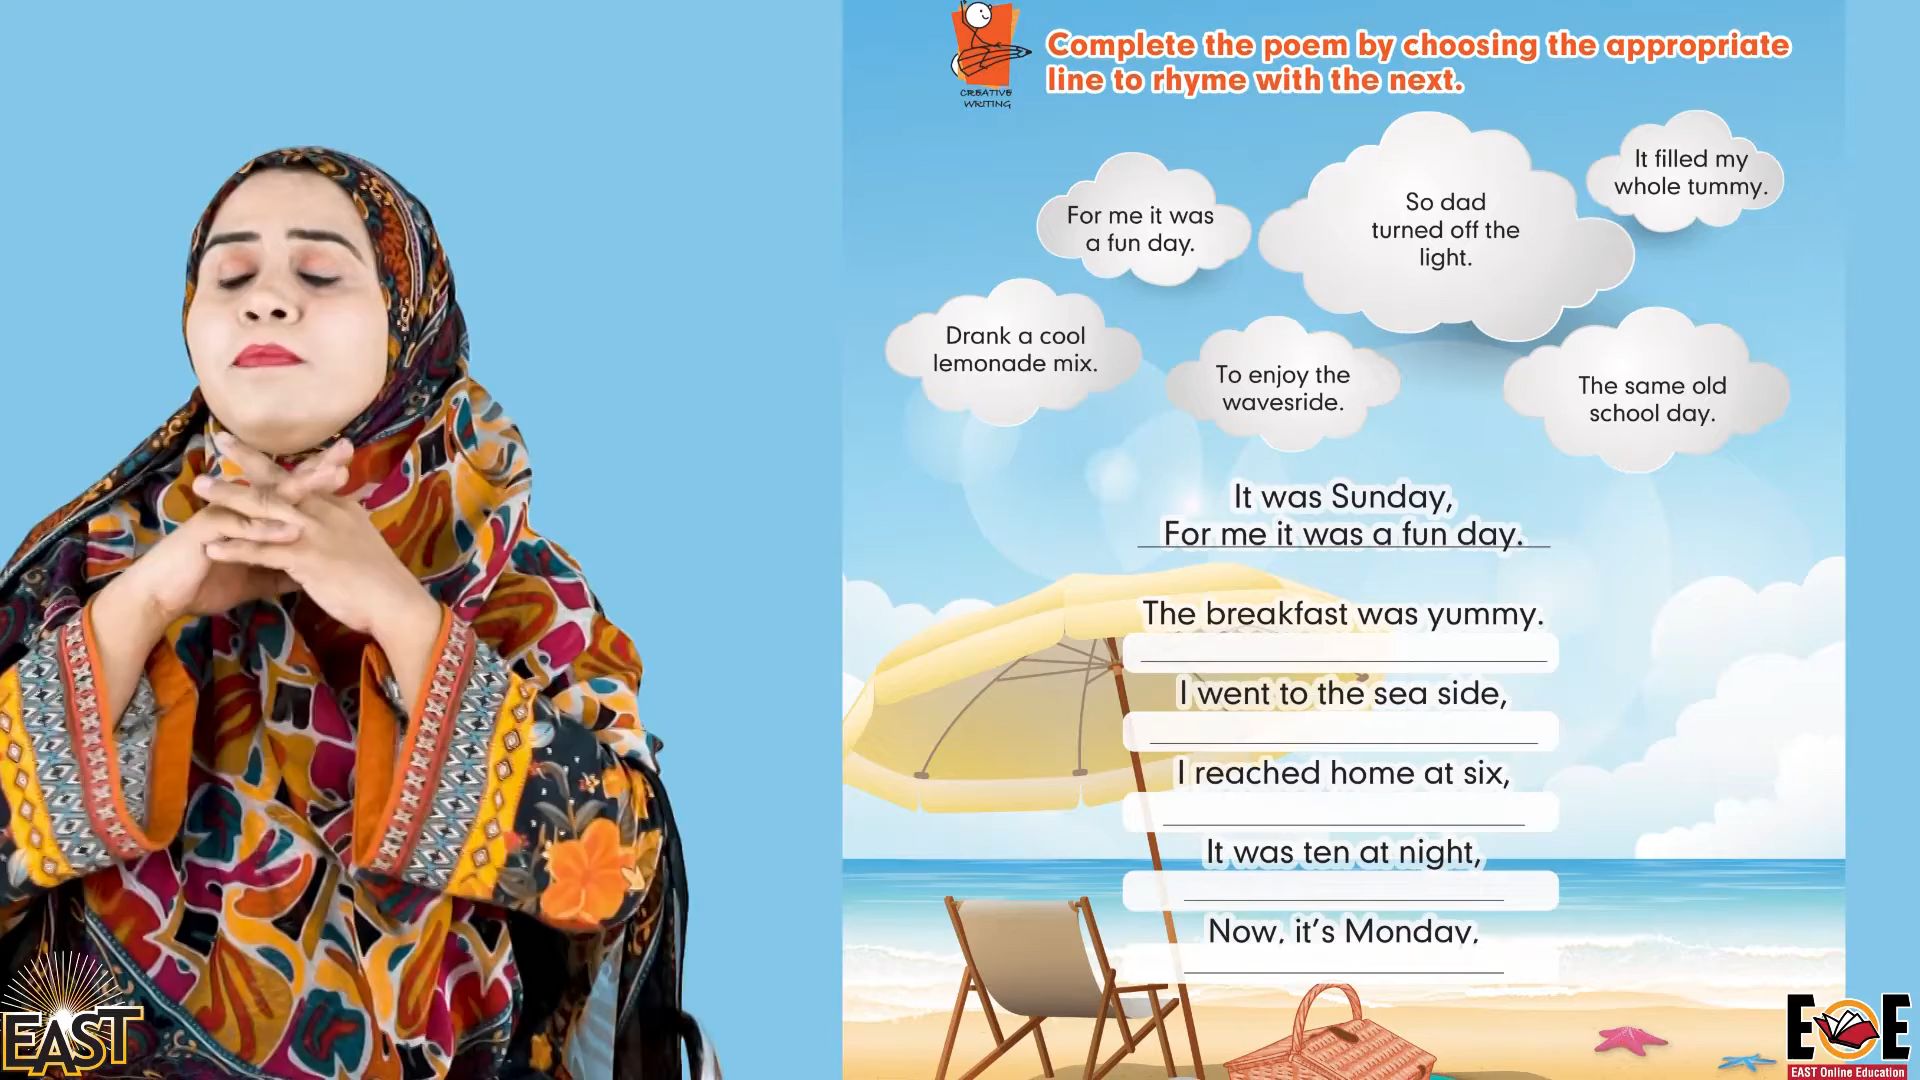 CREATIVE
WRITING
Complete the poem by choosing the appropriate
line to rhyme with the next.
It filled my
whole tummy.
For me it was
a fun day.
So dad
turned off the
light.
Drank a cool
lemonade mix.
To enjoy the
wavesride.
The same old
school day.
It was Sunday,
For me it was a fun day.
The breakfast was yummy.
I went to the sea side,
I reached home at six,
It was ten at night,
Now, it's Monday,
EAST
EOE
EAST Online Education